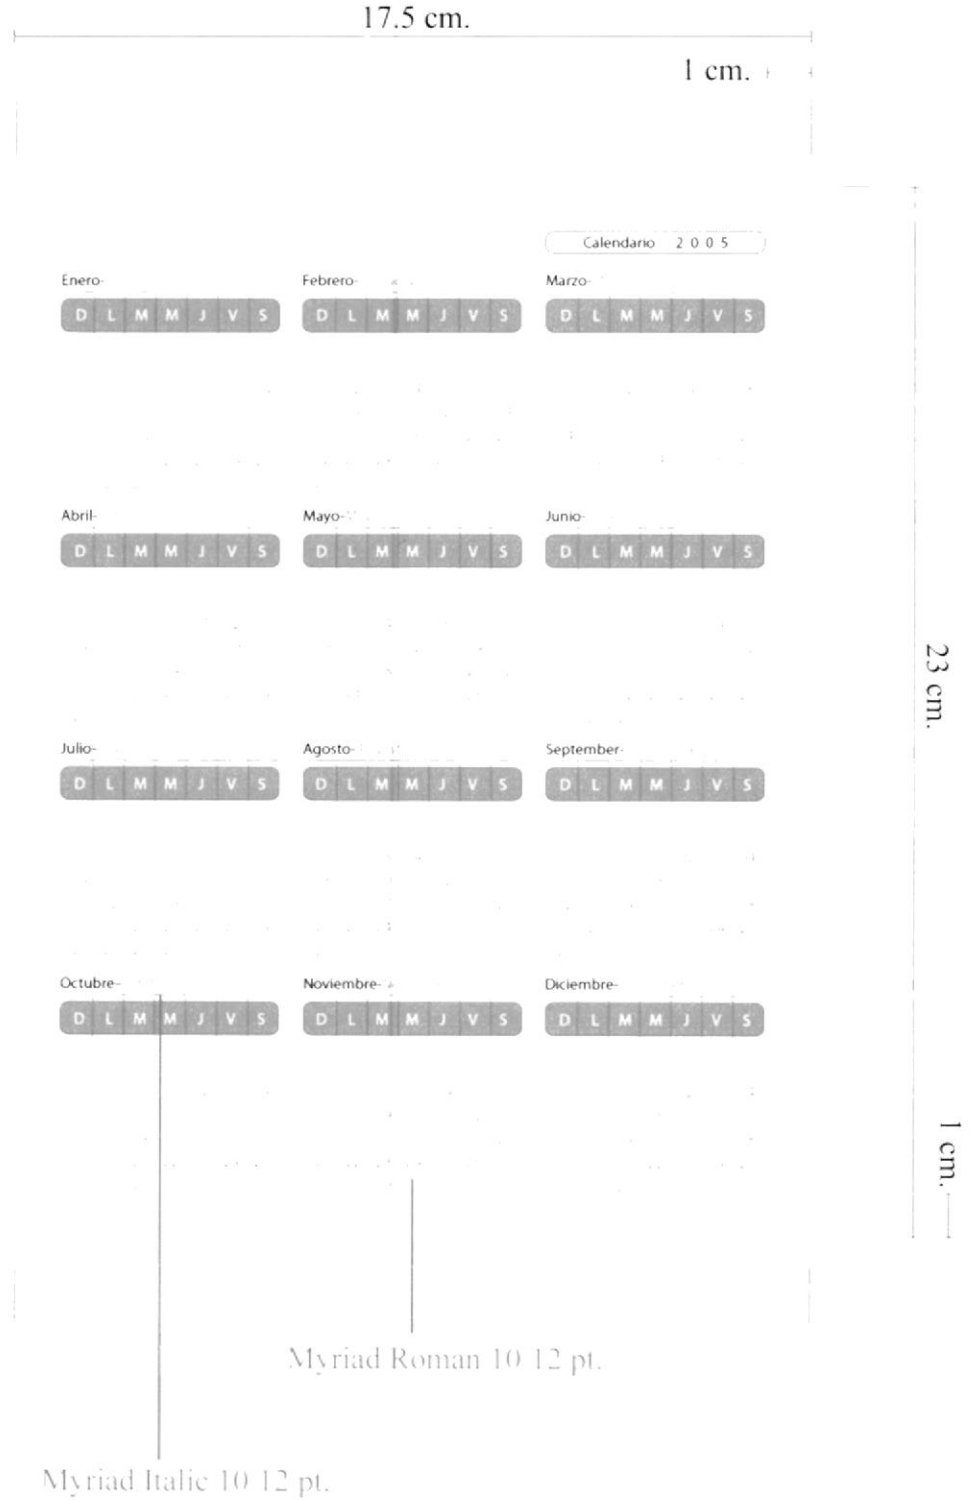 17.5 cm.
1 cm.
Calendario 2 0 0 5
Enero- Febrero- Marzo-
D L M M J V S D L M M J V S D L M M J V S
Abril- Mayo- Junio-
D L M M J V S D L M M J V S D L M M J V S
23 cm.
Julio- Agosto- September-
D L M M J V S D L M M J V S D L M M J V S
Octubre- Noviembre- Diciembre-
D L M M J V S D L M M J V S D L M M J V S
1 cm.
Myriad Roman 10 12 pt.
Myriad Italic 10 12 pt.